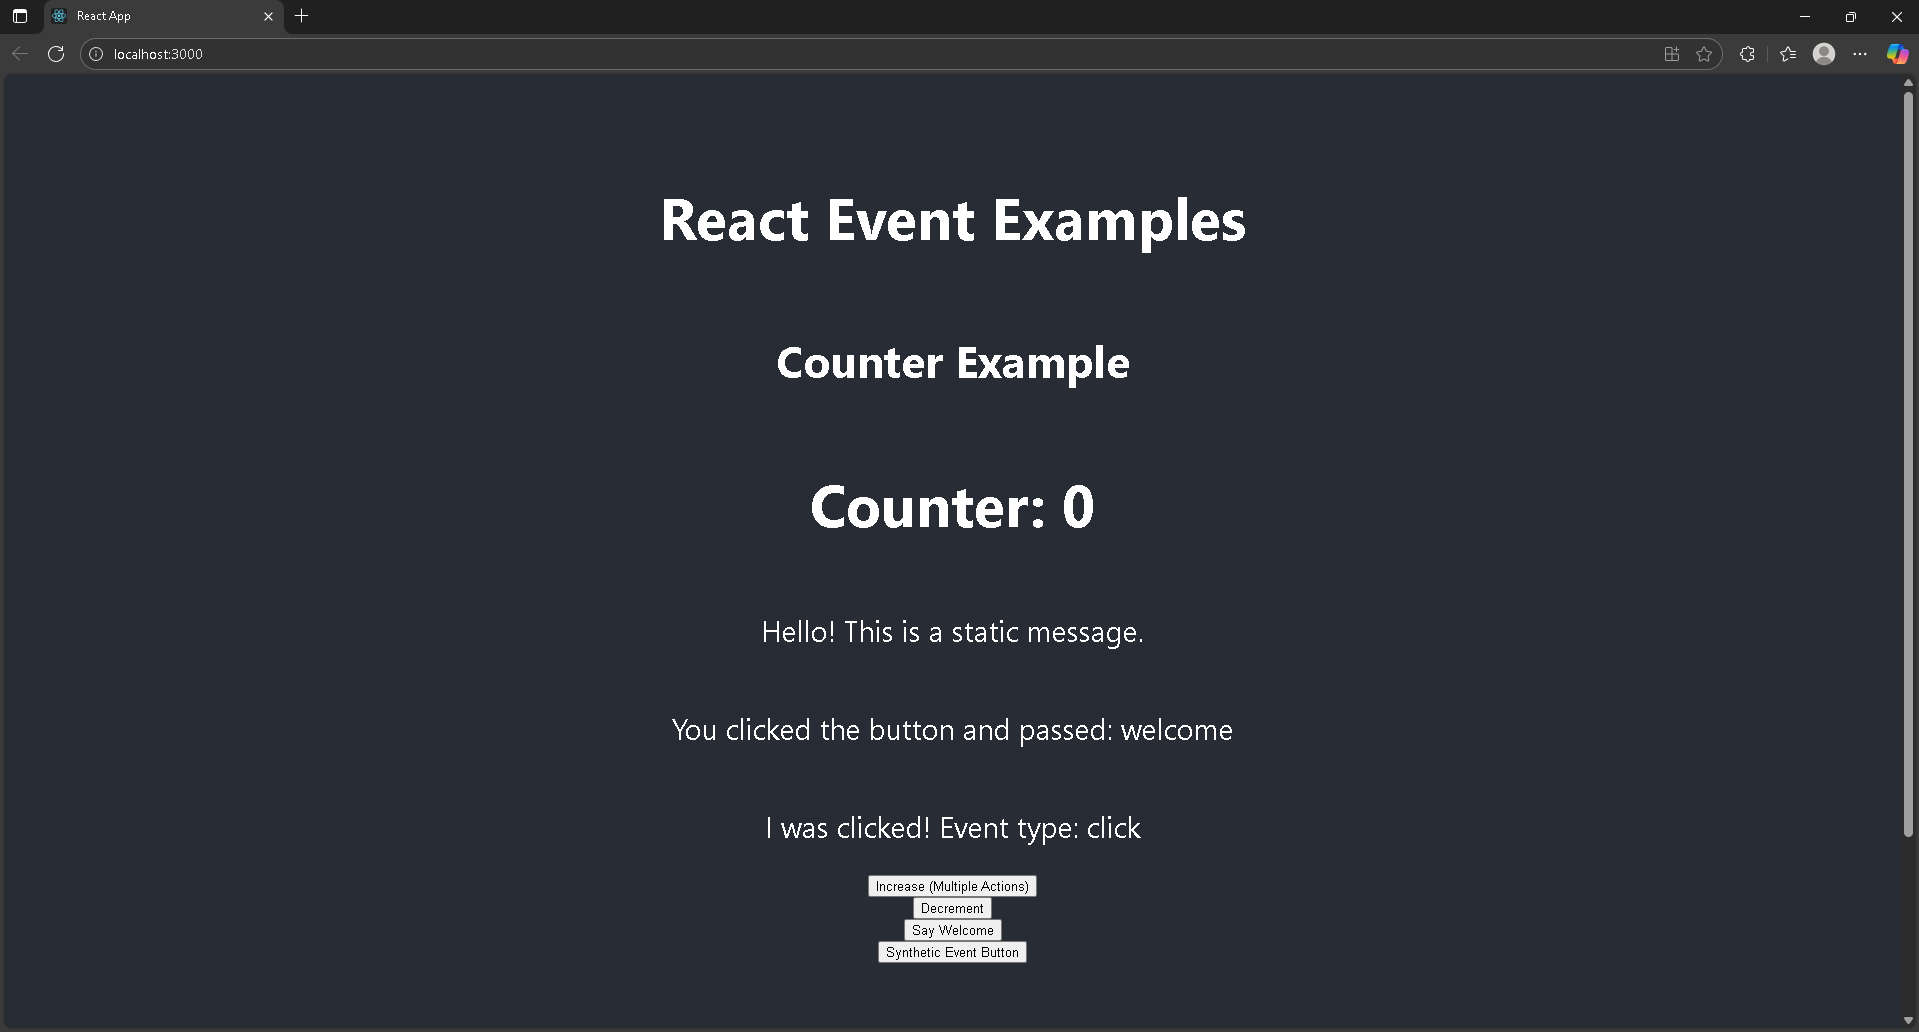 React App
localhost:3000
React Event Examples
Counter Example
Counter: 0
Hello! This is a static message.
You clicked the button and passed: welcome
I was clicked! Event type: click
Increase (Multiple Actions)
Decrement
Say Welcome
Synthetic Event Button